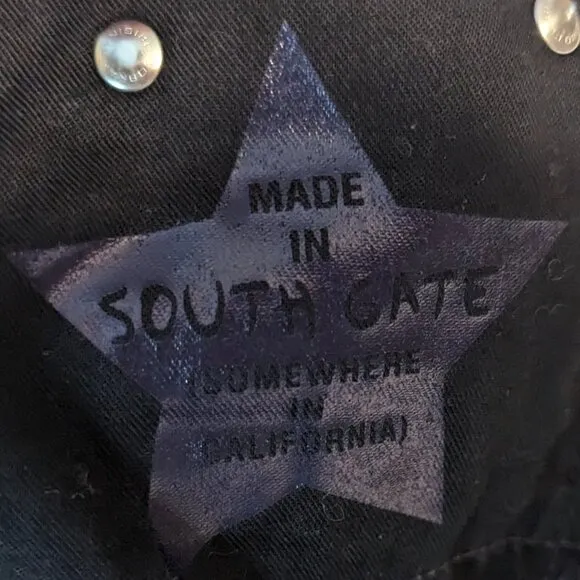 MADE
IN
SOUTH GATE
(SOMEWHERE
IN
CALIFORNIA)